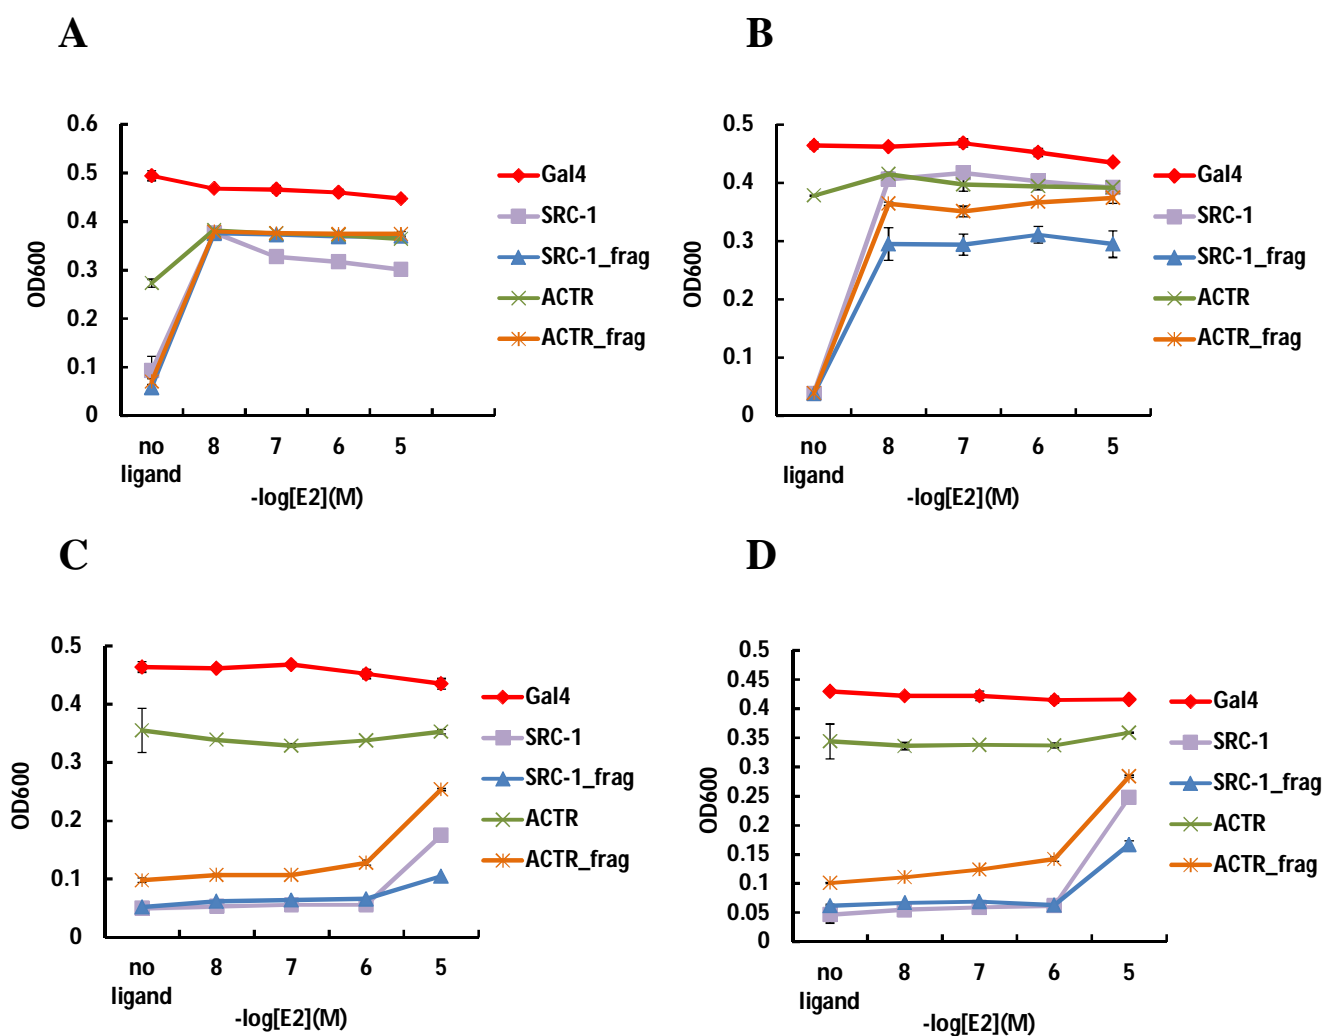 A
0.6
0.5
0.4
0.3
0.2
0.1
0
OD600
no ligand
8
7
6
5
-log[E2](M)
Gal4
SRC-1
SRC-1_frag
ACTR
ACTR_frag
B
0.5
0.4
0.3
0.2
0.1
0
OD600
no ligand
8
7
6
5
-log[E2](M)
Gal4
SRC-1
SRC-1_frag
ACTR
ACTR_frag
C
0.5
0.4
0.3
0.2
0.1
0
OD600
no ligand
8
7
6
5
-log[E2](M)
Gal4
SRC-1
SRC-1_frag
ACTR
ACTR_frag
D
0.5
0.45
0.4
0.35
0.3
0.25
0.2
0.15
0.1
0.05
0
OD600
no ligand
8
7
6
5
-log[E2](M)
Gal4
SRC-1
SRC-1_frag
ACTR
ACTR_frag